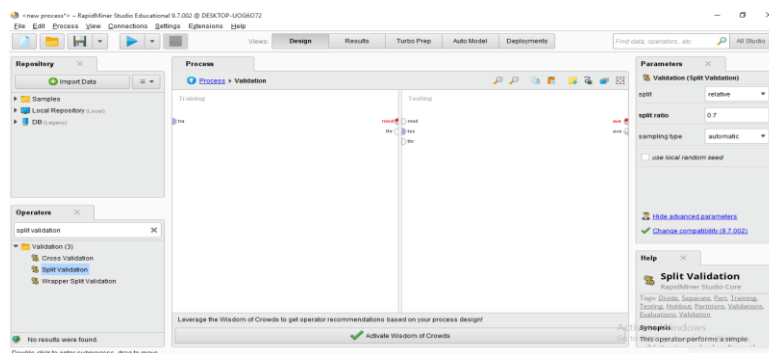 <new process*> – RapidMiner Studio Educational 9.7.002 @ DESKTOP-UOG6O72
File Edit Process View Connections Settings Extensions Help
Views: Design Results Turbo Prep Auto Model Deployments
Find data, operators...etc
All Studio
Repository
Import Data
Samples
Local Repository (Local)
DB (Legacy)
Operators
split validation
Validation (3)
Cross Validation
Split Validation
Wrapper Split Validation
No results were found.
Process
Process Validation
Training
Testing
tra
mod
thr
mod
tes
thr
ave
ave
Leverage the Wisdom of Crowds to get operator recommendations based on your process design!
Activate Wisdom of Crowds
Parameters
Validation (Split Validation)
split relative
split ratio 0.7
sampling type automatic
use local random seed
Hide advanced parameters
Change compatibility (9.7.002)
Help
Split Validation
RapidMiner Studio Core
Tags: Divide, Separate, Part, Training,
Testing, Holdout, Partitions, Validations,
Evaluations, Validation
Synopsis
This operator performs a simple